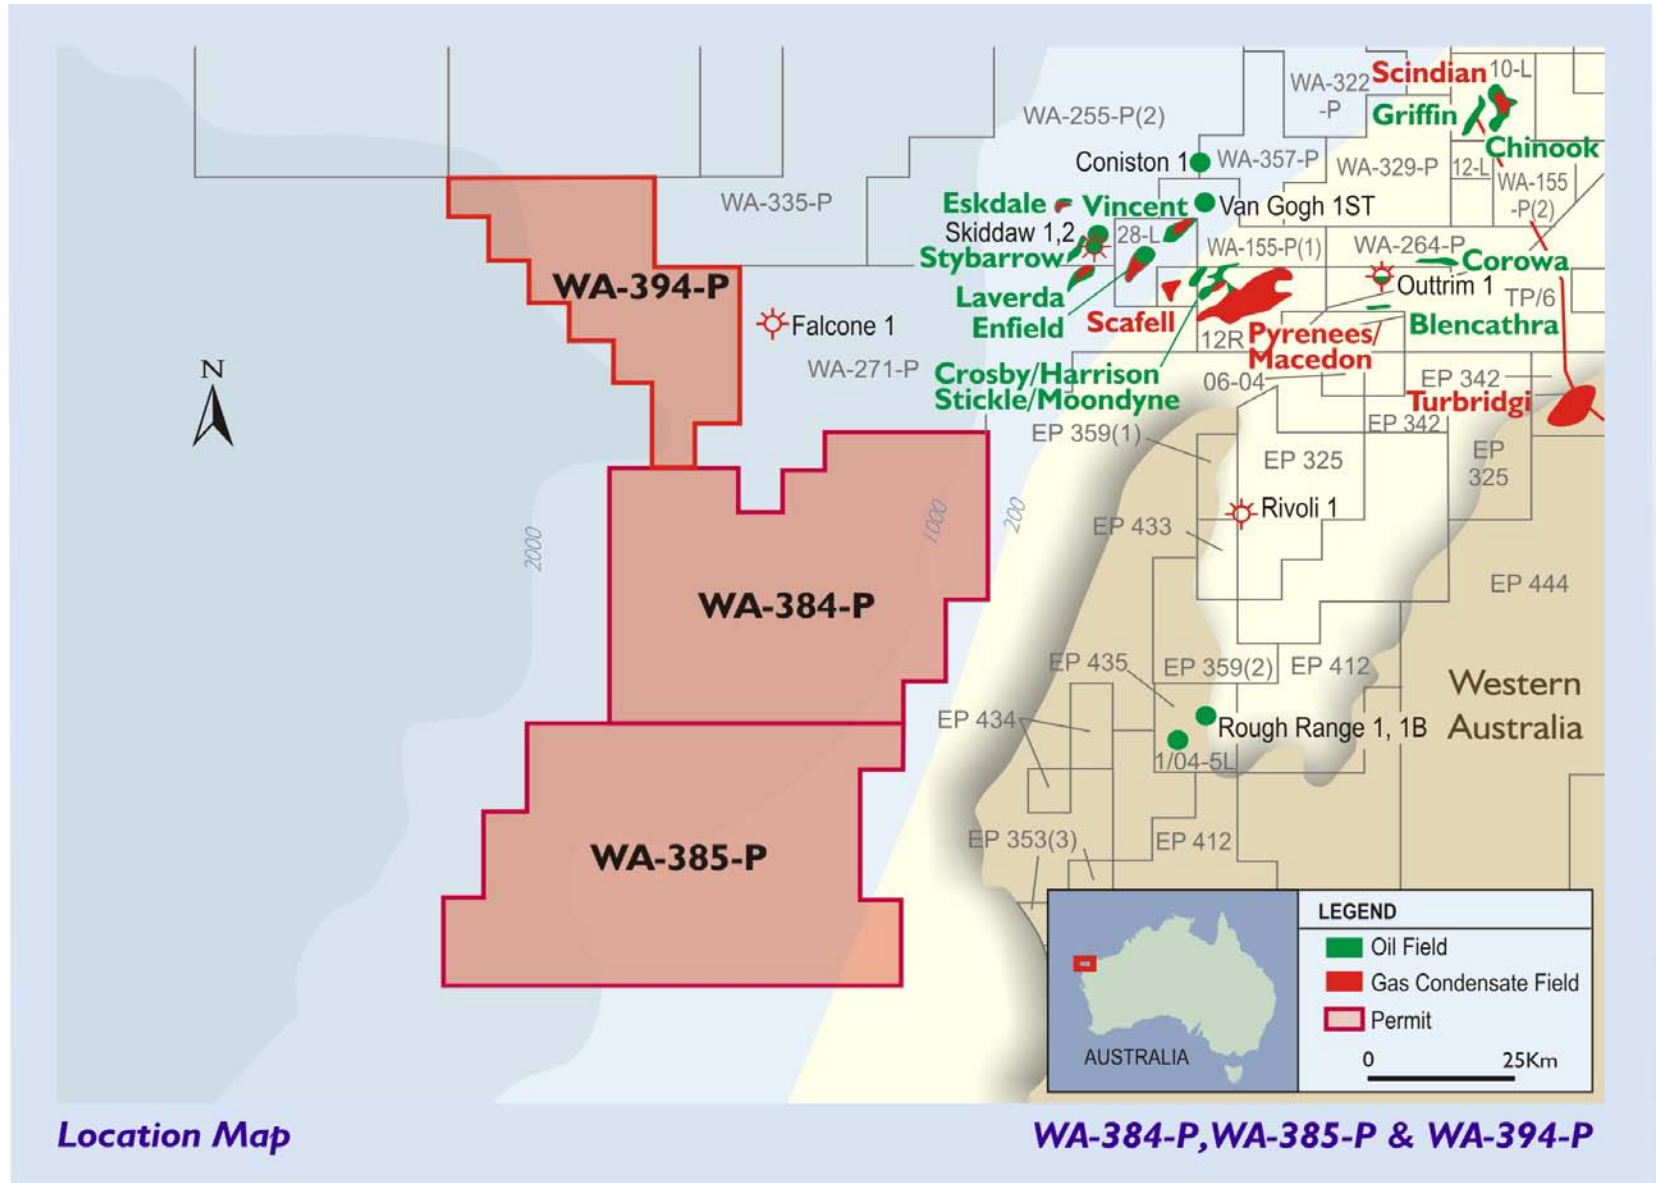 WA-322
-P
Scindian
10-L
Griffin
WA-255-P(2)
Chinook
Coniston 1
WA-357-P
WA-329-P
12-L
WA-155
-P(2)
WA-335-P
Eskdale
Vincent
Van Gogh 1ST
Skiddaw 1,2
28-L
WA-155-P(1)
WA-264-P
Stybarrow
Corowa
WA-394-P
Outtrim 1
TP/6
Laverda
Enfield
Scafell
Falcone 1
Blencathra
12R
Pyrenees/
Macedon
WA-271-P
N
Crosby/Harrison
Stickle/Moondyne
06-04
EP 342
Turbridgi
EP 342
EP 359(1)
EP 325
EP
325
Rivoli 1
2000
1000
200
EP 433
EP 444
WA-384-P
EP 435
EP 359(2)
EP 412
Western
Australia
EP 434
Rough Range 1, 1B
1/04-5L
EP 353(3)
EP 412
WA-385-P
LEGEND
Oil Field
Gas Condensate Field
Permit
AUSTRALIA
0
25Km
Location Map
WA-384-P, WA-385-P & WA-394-P